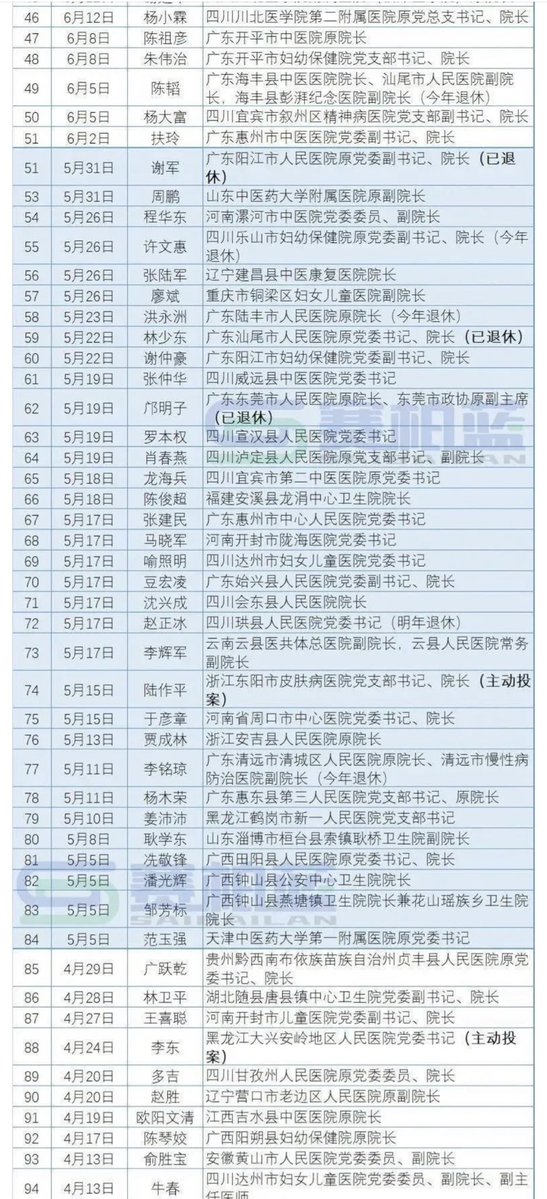 46 6月12日 杨小霖 四川川北医学院第二附属医院原党总支书记、院长
47 6月8日 陈祖彦 广东开平市中医院原院长
48 6月8日 朱伟治 广东开平市妇幼保健院党支部书记、院长
49 6月5日 陈韬 广东海丰县中医医院院长、汕尾市人民医院副院
长，海丰县彭湃纪念医院副院长（今年退休）
50 6月5日 杨大富 四川宜宾市叙州区精神病医院党支部副书记、院长
51 6月2日 扶玲 广东惠州市中医医院党委副书记、院长
51 5月31日 谢军 广东阳江市人民医院原党委副书记、院长（已退
休）
53 5月31日 周鹏 山东中医药大学附属医院原副院长
54 5月26日 程华东 河南漯河市中医院党委委员、副院长
55 5月26日 许文惠 四川乐山市妇幼保健院原党委副书记、院长（今年
退休）
56 5月26日 张陆军 辽宁建昌县中医康复医院院长
57 5月26日 廖斌 重庆市铜梁区妇女儿童医院副院长
58 5月23日 洪永洲 广东陆丰市人民医院原院长（今年退休）
59 5月22日 林少东 广东汕尾市人民医院原党委书记、院长（已退休）
60 5月22日 谢仲豪 广东阳江市妇幼保健院党委副书记、院长
61 5月19日 张仲华 四川威远县中医医院党委书记
62 5月19日 邝明子 广东东莞市人民医院原院长、东莞市政协原副主席
（已退休）
63 5月19日 罗本权 四川宣汉县人民医院党委书记
64 5月19日 肖春燕 四川泸定县人民医院原党支部书记、副院长
65 5月18日 龙海兵 四川宜宾市第二中医医院原党委书记
66 5月18日 陈俊超 福建安溪县龙涓中心卫生院院长
67 5月17日 张建民 广东惠州市中心人民医院党委书记
68 5月17日 马晓军 河南开封市陇海医院党委书记
69 5月17日 喻照明 四川达州市妇女儿童医院党委书记
70 5月17日 豆宏凌 广东始兴县人民医院党委副书记、院长
71 5月17日 沈兴成 四川会东县人民医院院长
72 5月17日 赵正冰 四川珙县人民医院党委书记（明年退休）
73 5月17日 李辉军 云南云县医共体总医院副院长，云县人民医院常务
副院长
74 5月15日 陆作平 浙江东阳市皮肤病医院党支部书记、院长（主动投
案）
75 5月15日 于彦章 河南省周口市中心医院党委书记、院长
76 5月13日 贾成林 浙江安吉县人民医院原院长
77 5月11日 李铭琼 广东清远市清城区人民医院原院长、清远市慢性病
防治医院副院长（今年退休）
78 5月11日 杨木荣 广东惠东县第三人民医院党支部书记、原院长
79 5月10日 姜沛沛 黑龙江鹤岗市新一人民医院党支部书记
80 5月8日 耿学东 山东淄博市桓台县索镇耿桥卫生院副院长
81 5月5日 冼敬锋 广西田阳县人民医院原党委书记、院长
82 5月5日 潘光辉 广西钟山县公安中心卫生院院长
83 5月5日 邹芳标 广西钟山县燕塘镇卫生院院长兼花山瑶族乡卫生院
院长
84 5月5日 范玉强 天津中医药大学第一附属医院原党委书记
85 4月29日 广跃乾 贵州黔西南布依族苗族自治州贞丰县人民医院原党
委书记、院长
86 4月28日 林卫平 湖北随县唐县镇中心卫生院党委副书记、院长
87 4月27日 王喜聪 河南开封市儿童医院党委副书记、院长
88 4月24日 李东 黑龙江大兴安岭地区人民医院党委书记（主动投
案）
89 4月20日 多吉 四川甘孜州人民医院原党委委员、院长
90 4月20日 赵胜 辽宁营口市老边区人民医院原副院长
91 4月19日 欧阳文清 江西吉水县中医医院原院长
92 4月17日 陈琴姣 广西阳朔县妇幼保健院原院长
93 4月13日 俞胜宝 安徽黄山市人民医院党委委员、副院长
94 4月13日 牛春 四川达州市妇女儿童医院原党委委员、副院长、副主
任医师
赛柏蓝
SAIBAILAN
SAIBAILAN